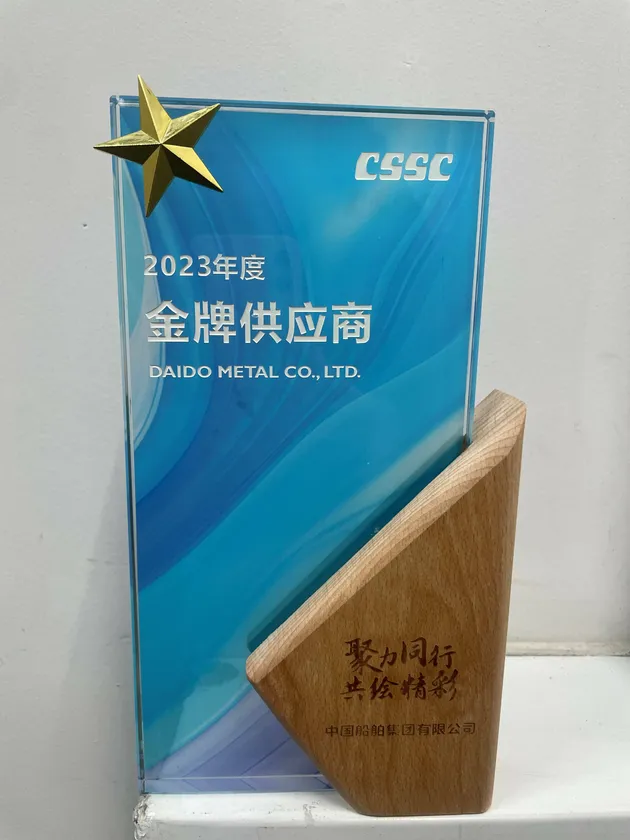 CSSC
2023年度
金牌供应商
DAIDO METAL CO., LTD.
聚力同行
共绘精彩
中国船舶集团有限公司